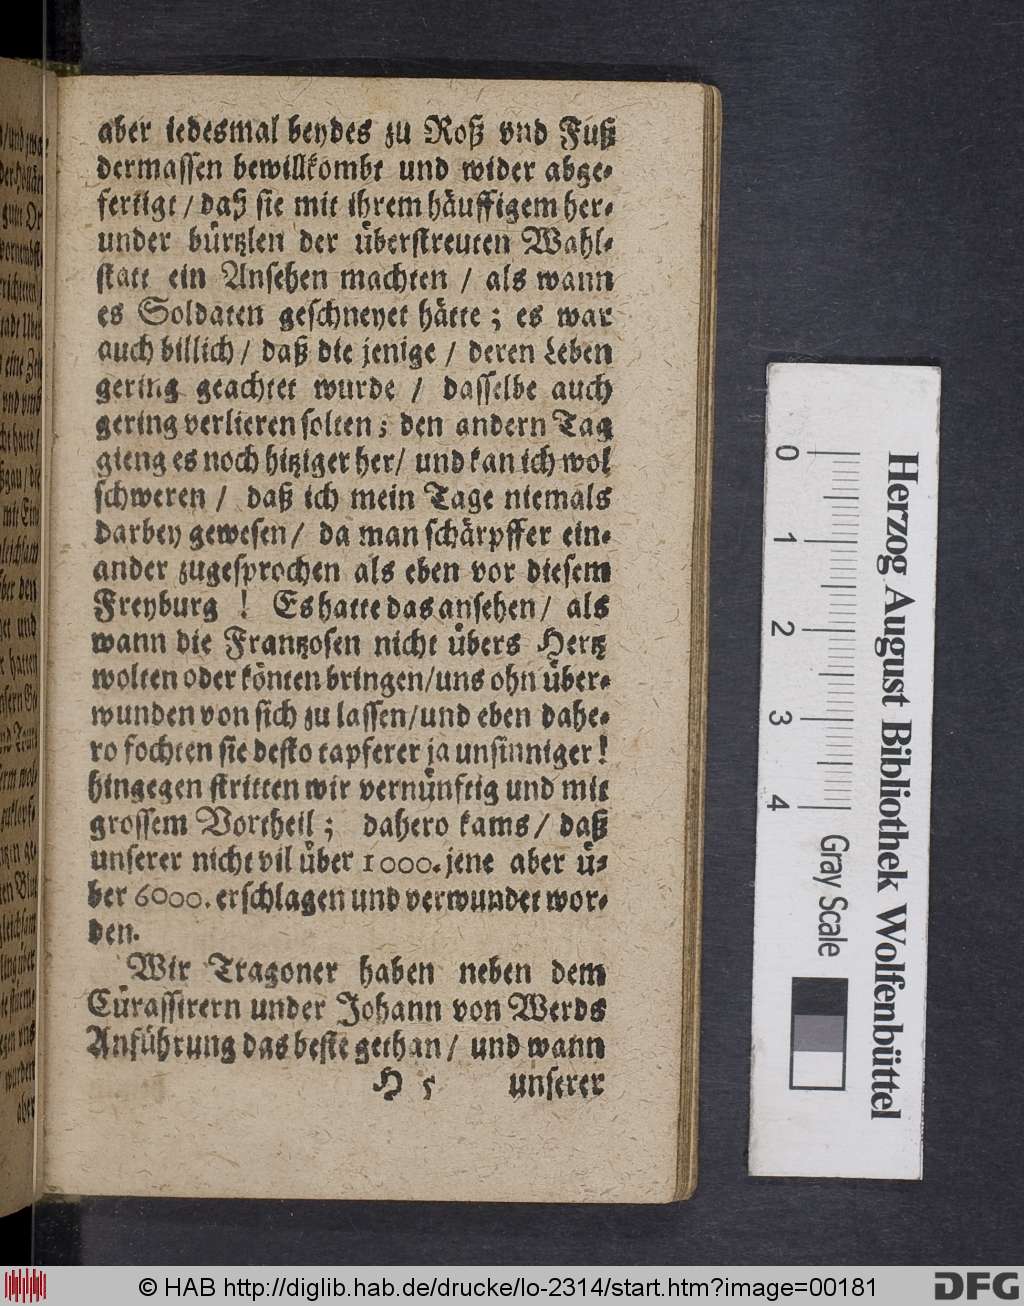 aber iedesmal beydes zu Roß vnd Fuß
dermassen bewillkombt und wider abge-
fertigt / daß sie mit ihrem häuffigem her-
under bürtzlen der überstreuten Wahl-
statt ein Ansehen machten / als wann
es Soldaten geschneyet hätte ; es war
auch billich / daß die jenige / deren Leben
gering geachtet wurde / dasselbe auch
gering verlieren solten ; den andern Tag
gieng es noch hitziger her / und kan ich wol
schweren / daß ich mein Tage niemals
darbey gewesen / da man schärpffer ein-
ander zugesprochen als eben vor diesem
Freyburg ! Es hatte das ansehen / als
wann die Frantzosen nicht übers Hertz
wolten oder könten bringen / uns ohn über-
wunden von sich zu lassen / und eben dahe-
ro fochten sie desto tapferer ja unsinniger !
hingegen stritten wir vernünftig und mit
grossem Vortheil ; dahero kams / daß
unserer nicht vil über 1000. jene aber ü-
ber 6000. erschlagen und verwundet wor-
den.
Wir Tragoner haben neben dem
Cürassirern under Johann von Werds
Anführung das beste gethan / und wann
H 5 unserer
0 1 2 3 4 Gray Scale
Herzog August Bibliothek Wolfenbüttel
© HAB http://diglib.hab.de/drucke/lo-2314/start.htm?image=00181
DFG